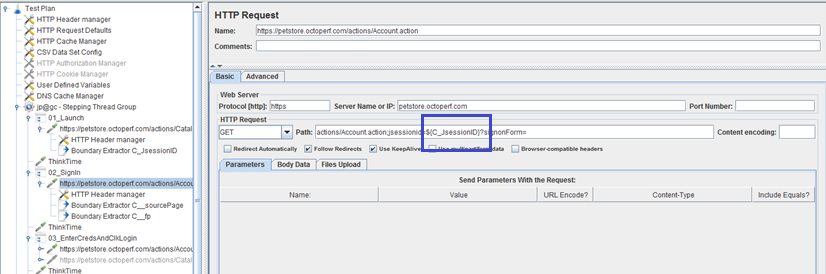 Test Plan
HTTP Header manager
HTTP Request Defaults
HTTP Cache Manager
CSV Data Set Config
HTTP Authorization Manager
HTTP Cookie Manager
User Defined Variables
DNS Cache Manager
jp@gc - Stepping Thread Group
01_Launch
https://petstore.octoperf.com/actions/Catal
HTTP Header manager
Boundary Extractor C_JsessionID
ThinkTime
02_SignIn
https://petstore.octoperf.com/actions/Accou
HTTP Header manager
Boundary Extractor C__sourcePage
Boundary Extractor C__fp
ThinkTime
03_EnterCredsAndClkLogin
https://petstore.octoperf.com/actions/Accou
https://petstore.octoperf.com/actions/Catal
ThinkTime
HTTP Request
Name: https://petstore.octoperf.com/actions/Account.action
Comments:
Basic Advanced
Web Server
Protocol [http]: https Server Name or IP: petstore.octoperf.com Port Number:
HTTP Request
GET Path: actions/Account.action;jsessionid=${C_JsessionID}?signonForm= Content encoding:
Redirect Automatically Follow Redirects Use KeepAlive Use multipart/form-data Browser-compatible headers
Parameters Body Data Files Upload
Send Parameters With the Request:
Name: Value URL Encode? Content-Type Include Equals?